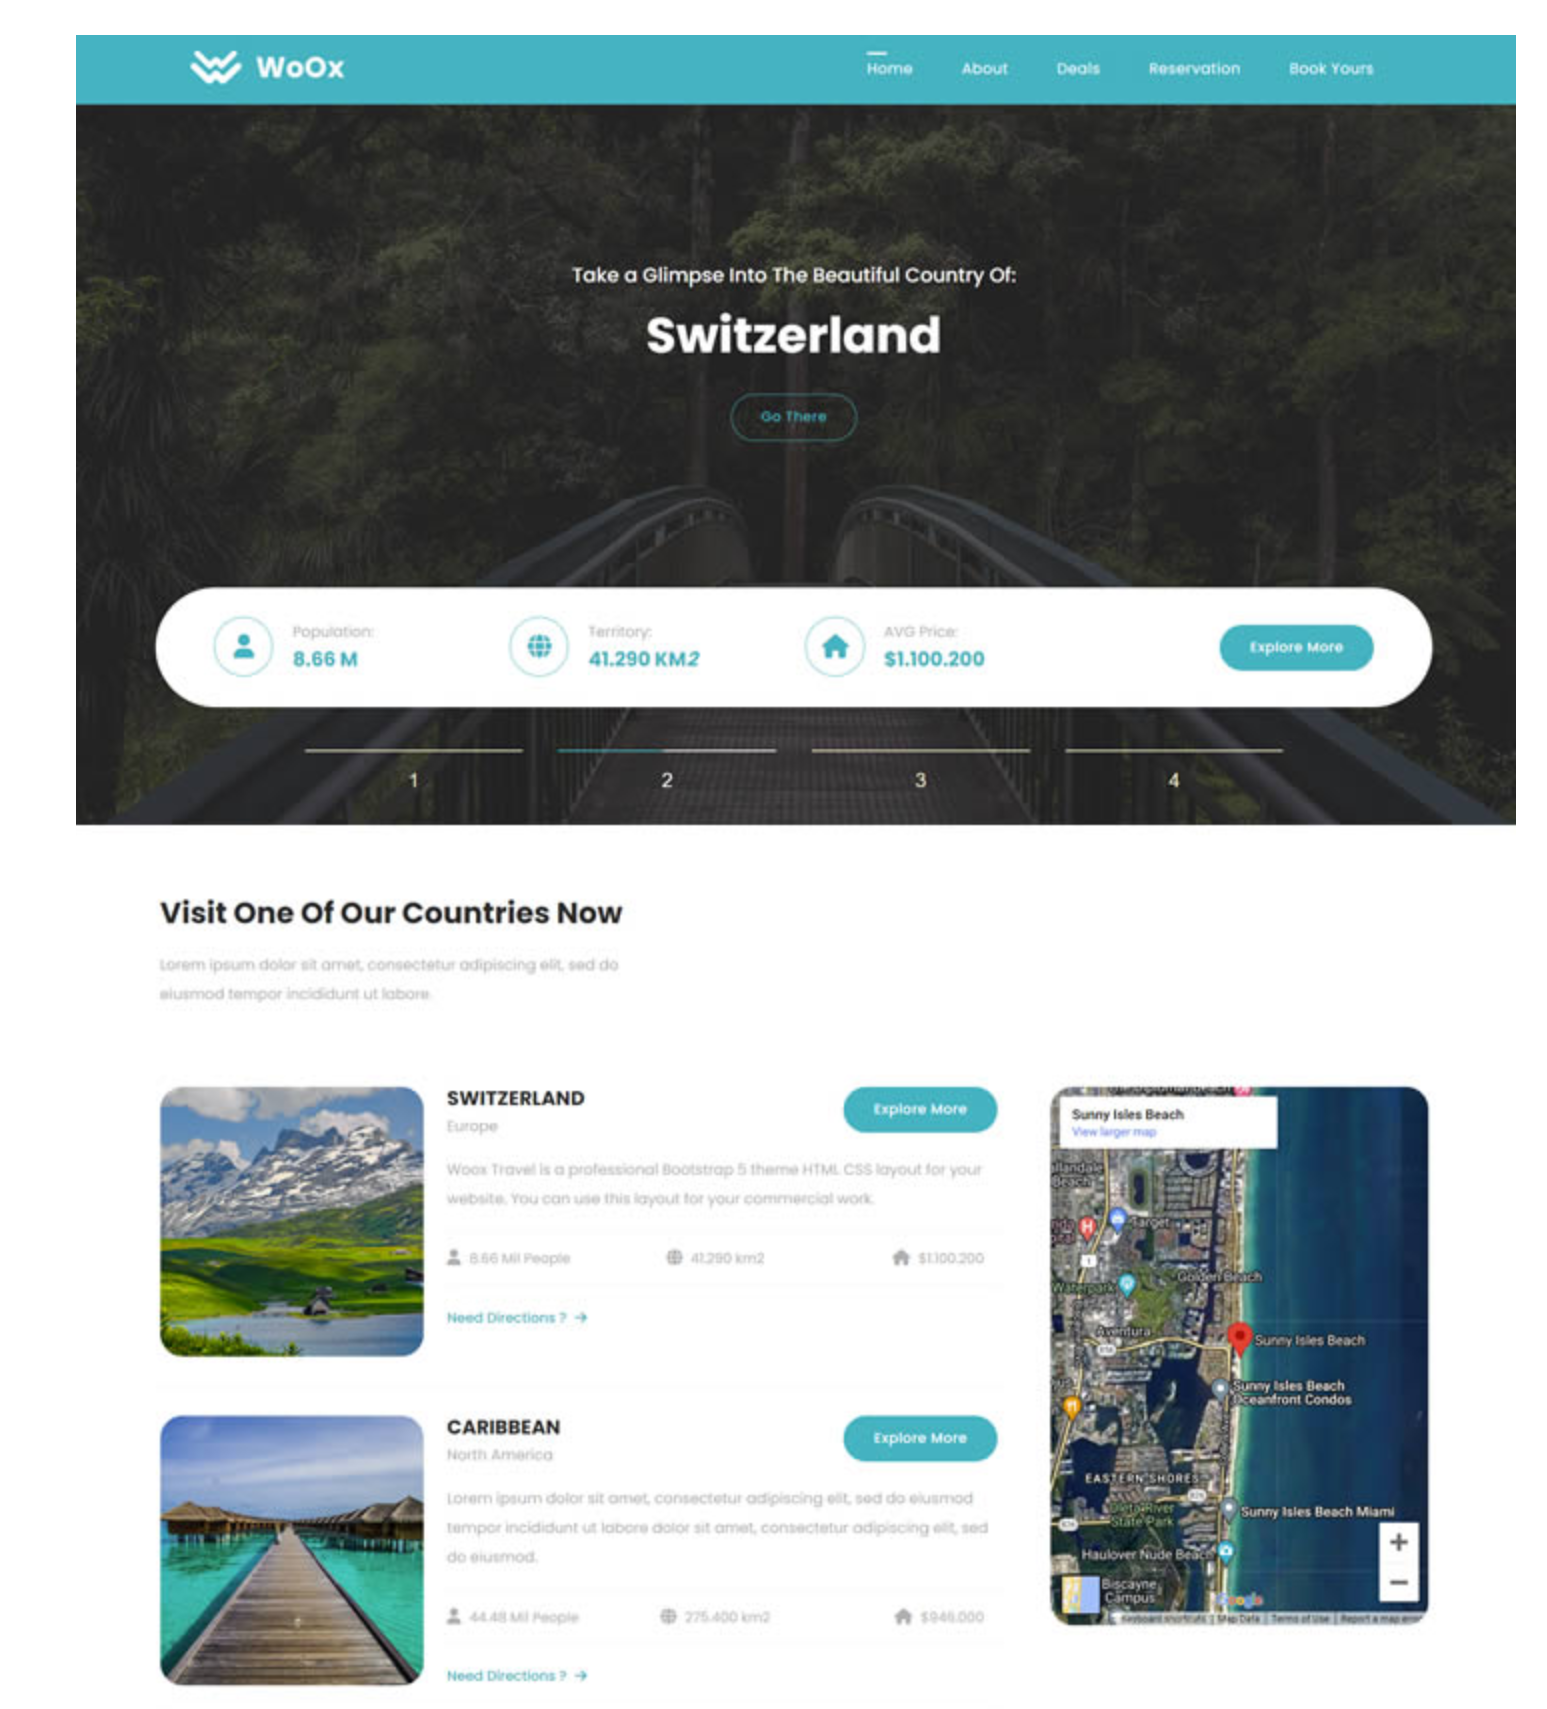 WoOx
Home About Deals Reservation Book Yours
Take a Glimpse Into The Beautiful Country Of:
Switzerland
Go There
Population:
8.66 M
Territory:
41.290 KM2
AVG Price:
$1.100.200
Explore More
1 2 3 4
Visit One Of Our Countries Now
Lorem ipsum dolor sit amet, consectetur adipiscing elit, sed do
eiusmod tempor incididunt ut labore.
SWITZERLAND
Europe
Explore More
Woox Travel is a professional Bootstrap 5 theme HTML CSS layout for your
website. You can use this layout for your commercial work.
8.66 Mil People 41.290 km2 $1.100.200
Need Directions ?
CARIBBEAN
North America
Explore More
Lorem ipsum dolor sit amet, consectetur adipiscing elit, sed do eiusmod
tempor incididunt ut labore dolor sit amet, consectetur adipiscing elit, sed
do eiusmod.
44.48 Mil People 275.400 km2 $946.000
Need Directions ?
Sunny Isles Beach
View larger map
allandale
Beach
Target
1
Golden Beach
Waterpark
Aventura
Sunny Isles Beach
Sunny Isles Beach
Oceanfront Condos
EASTERN SHORES
Oleta River
State Park
Sunny Isles Beach Miami
Haulover Nude Beach
Biscayne
Campus
Google
Keyboard shortcuts Map Data Terms of Use Report a map error